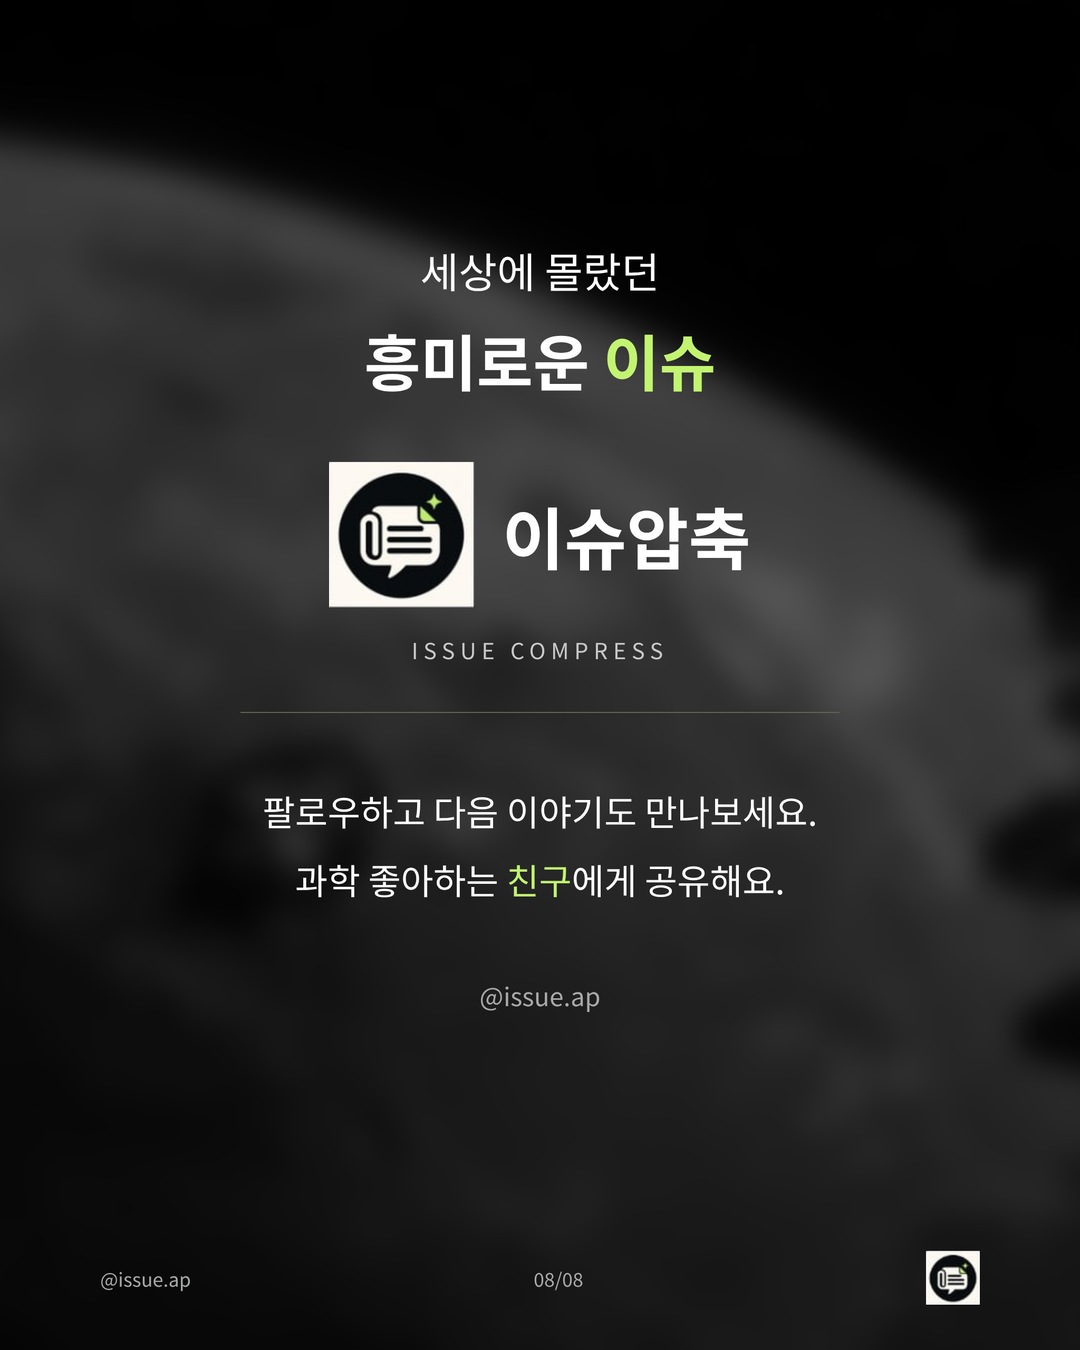 세상에 몰랐던
흥미로운 이슈
이슈압축
ISSUE COMPRESS
팔로우하고 다음 이야기도 만나보세요.
과학 좋아하는 친구에게 공유해요.
@issue.ap
@issue.ap
08/08